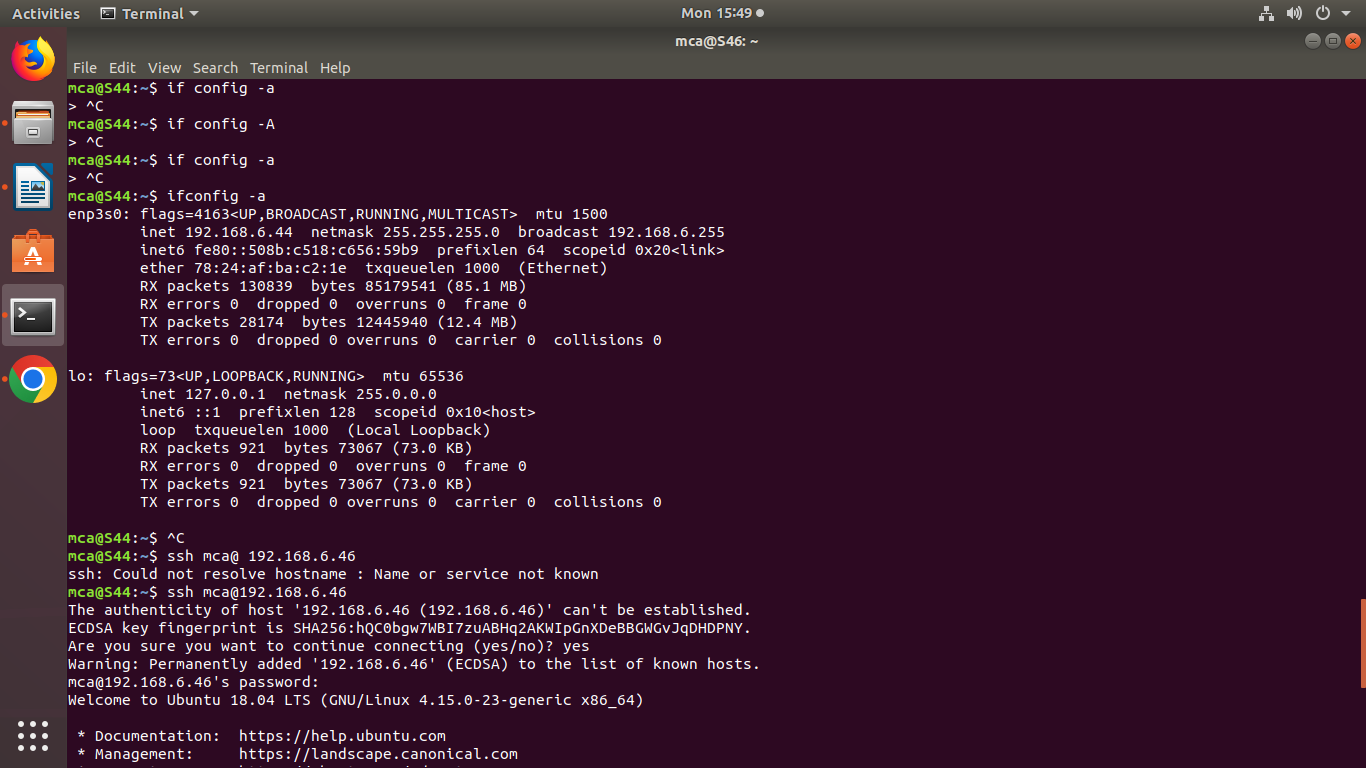 Activities Terminal Mon 15:49
mca@S46: ~
File Edit View Search Terminal Help
mca@S44:~$ if config -a
> ^C
mca@S44:~$ if config -A
> ^C
mca@S44:~$ if config -a
> ^C
mca@S44:~$ ifconfig -a
enp3s0: flags=4163<UP,BROADCAST,RUNNING,MULTICAST>  mtu 1500
        inet 192.168.6.44  netmask 255.255.255.0  broadcast 192.168.6.255
        inet6 fe80::508b:c518:c656:59b9  prefixlen 64  scopeid 0x20<link>
        ether 78:24:af:ba:c2:1e  txqueuelen 1000  (Ethernet)
        RX packets 130839  bytes 85179541 (85.1 MB)
        RX errors 0  dropped 0  overruns 0  frame 0
        TX packets 28174  bytes 12445940 (12.4 MB)
        TX errors 0  dropped 0 overruns 0  carrier 0  collisions 0
lo: flags=73<UP,LOOPBACK,RUNNING>  mtu 65536
        inet 127.0.0.1  netmask 255.0.0.0
        inet6 ::1  prefixlen 128  scopeid 0x10<host>
        loop  txqueuelen 1000  (Local Loopback)
        RX packets 921  bytes 73067 (73.0 KB)
        RX errors 0  dropped 0  overruns 0  frame 0
        TX packets 921  bytes 73067 (73.0 KB)
        TX errors 0  dropped 0 overruns 0  carrier 0  collisions 0
mca@S44:~$ ^C
mca@S44:~$ ssh mca@ 192.168.6.46
ssh: Could not resolve hostname : Name or service not known
mca@S44:~$ ssh mca@192.168.6.46
The authenticity of host '192.168.6.46 (192.168.6.46)' can't be established.
ECDSA key fingerprint is SHA256:hQC0bgw7WBI7zuABHq2AKWIpGnXDeBBGWGvJqDHDPNY.
Are you sure you want to continue connecting (yes/no)? yes
Warning: Permanently added '192.168.6.46' (ECDSA) to the list of known hosts.
mca@192.168.6.46's password:
Welcome to Ubuntu 18.04 LTS (GNU/Linux 4.15.0-23-generic x86_64)
 * Documentation:  https://help.ubuntu.com
 * Management:     https://landscape.canonical.com